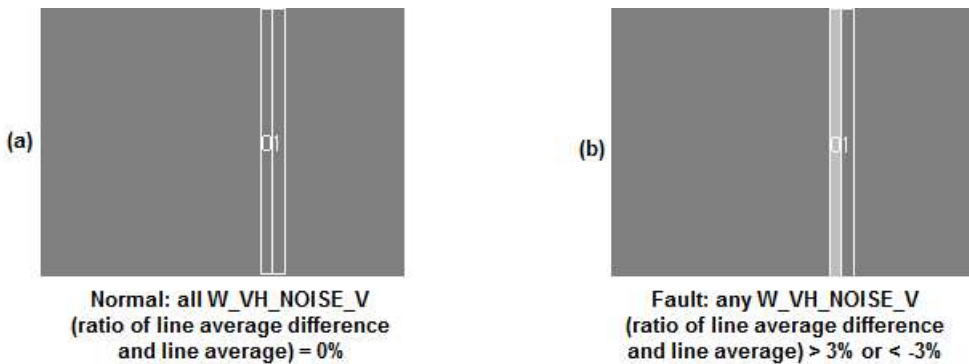 (a)
01
Normal: all W_VH_NOISE_V
(ratio of line average difference
and line average) = 0%
(b)
01
Fault: any W_VH_NOISE_V
(ratio of line average difference
and line average) > 3% or < -3%